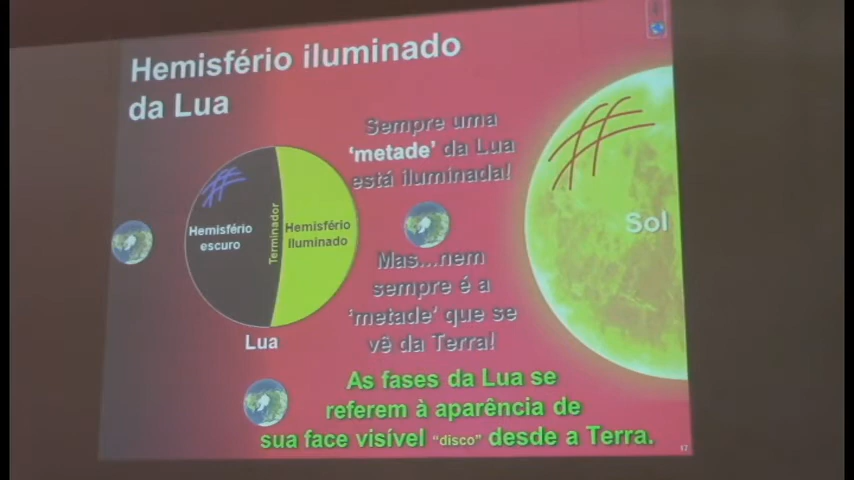 Hemisfério iluminado
da Lua
Sempre uma
'metade' da Lua
está iluminada!
Hemisfério
escuro
Terminador
Hemisfério
iluminado
Lua
Sol
Mas...nem
sempre é a
'metade' que se
vê da Terra!
As fases da Lua se
referem à aparência de
sua face visível "disco" desde a Terra.
17